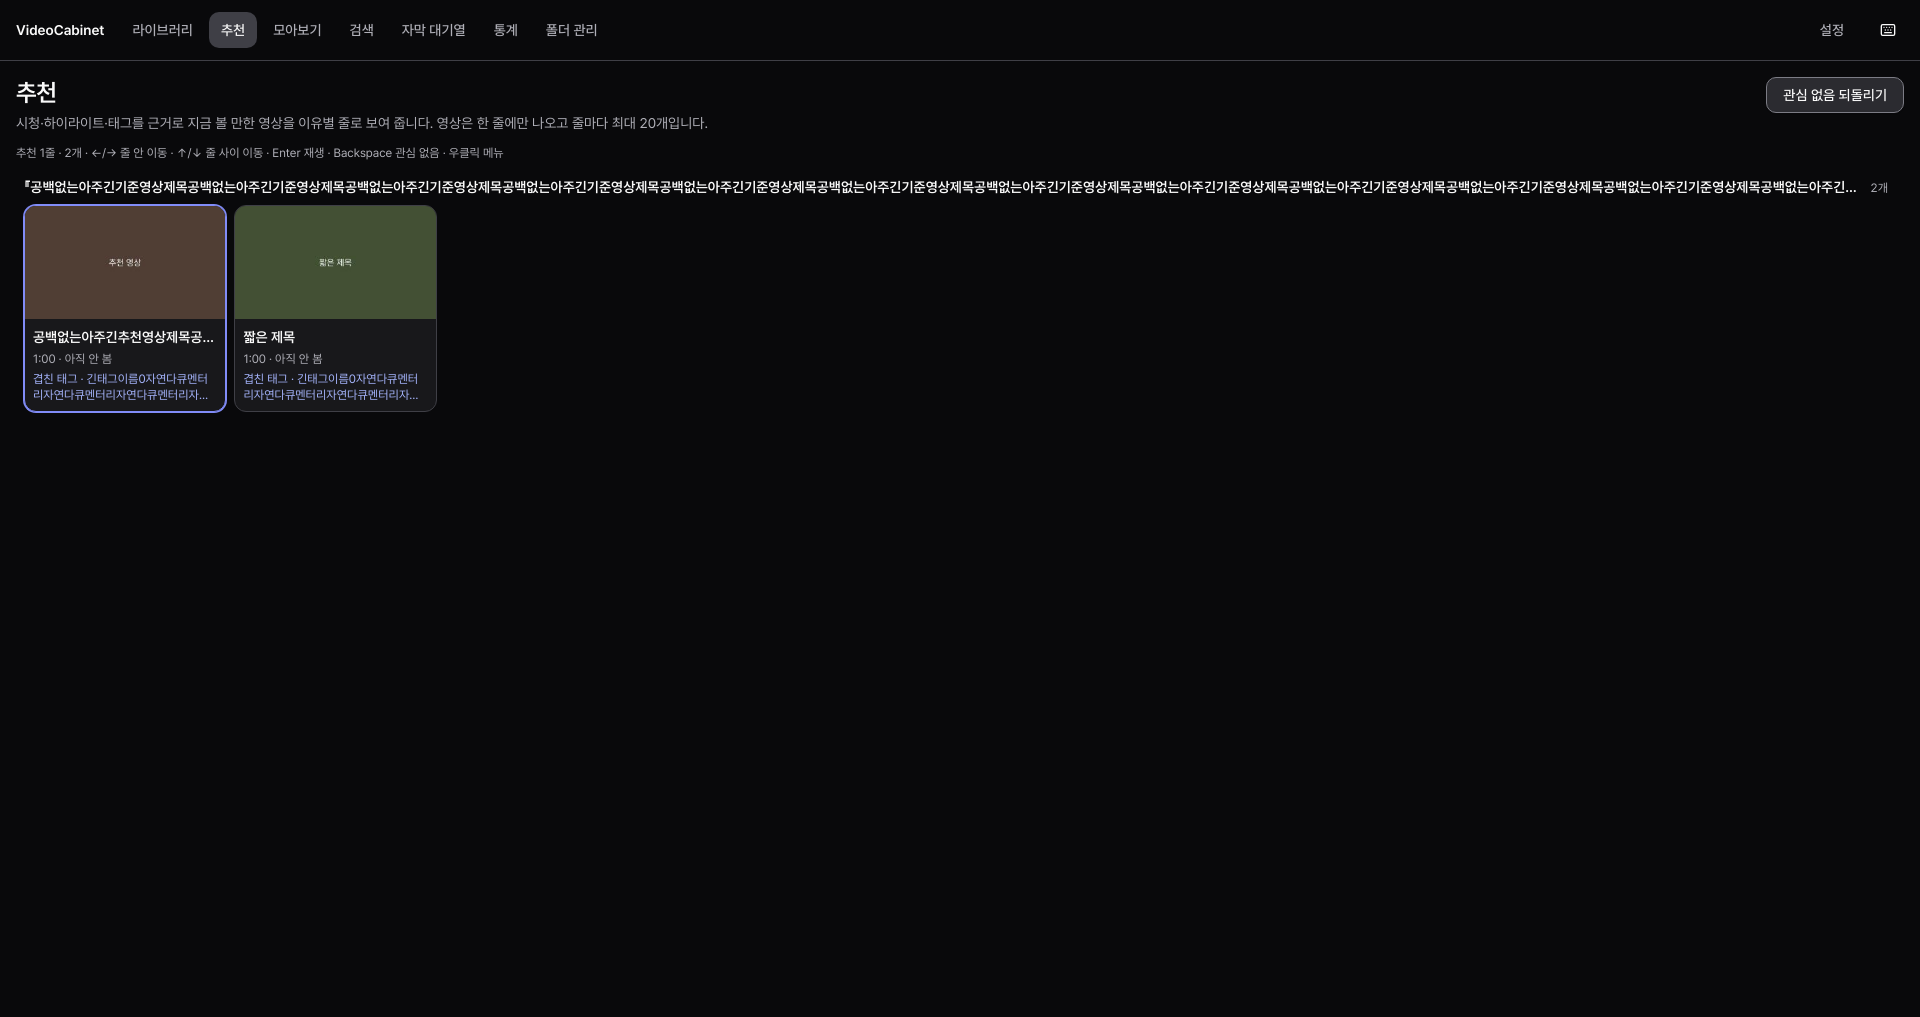 VideoCabinet 라이브러리 추천 모아보기 검색 자막 대기열 통계 폴더 관리 설정
추천
관심 없음 되돌리기
시청·하이라이트·태그를 근거로 지금 볼 만한 영상을 이유별 줄로 보여 줍니다. 영상은 한 줄에만 나오고 줄마다 최대 20개입니다.
추천 1줄 · 2개 · ←/→ 줄 안 이동 · ↑/↓ 줄 사이 이동 · Enter 재생 · Backspace 관심 없음 · 우클릭 메뉴
『공백없는아주긴기준영상제목공백없는아주긴기준영상제목공백없는아주긴기준영상제목공백없는아주긴기준영상제목공백없는아주긴기준영상제목공백없는아주긴기준영상제목공백없는아주긴기준영상제목공백없는아주긴기준영상제목공백없는아주긴기준영상제목공백없는아주긴기준영상제목공백없는아주긴기준영상제목공백없는아주긴... 2개
추천 영상
공백없는아주긴추천영상제목공...
1:00 · 아직 안 봄
겹친 태그 · 긴태그이름0자연다큐멘터
리자연다큐멘터리자연다큐멘터리자...
짧은 제목
짧은 제목
1:00 · 아직 안 봄
겹친 태그 · 긴태그이름0자연다큐멘터
리자연다큐멘터리자연다큐멘터리자...